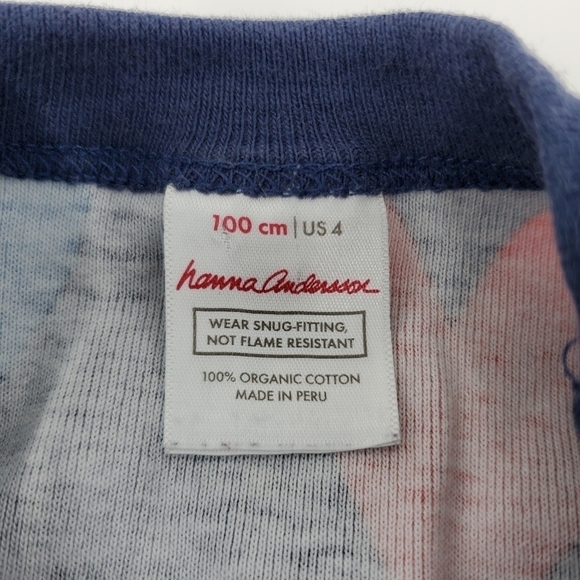 100 cm | US 4
hanna Andersson
WEAR SNUG-FITTING,
NOT FLAME RESISTANT
100% ORGANIC COTTON
MADE IN PERU